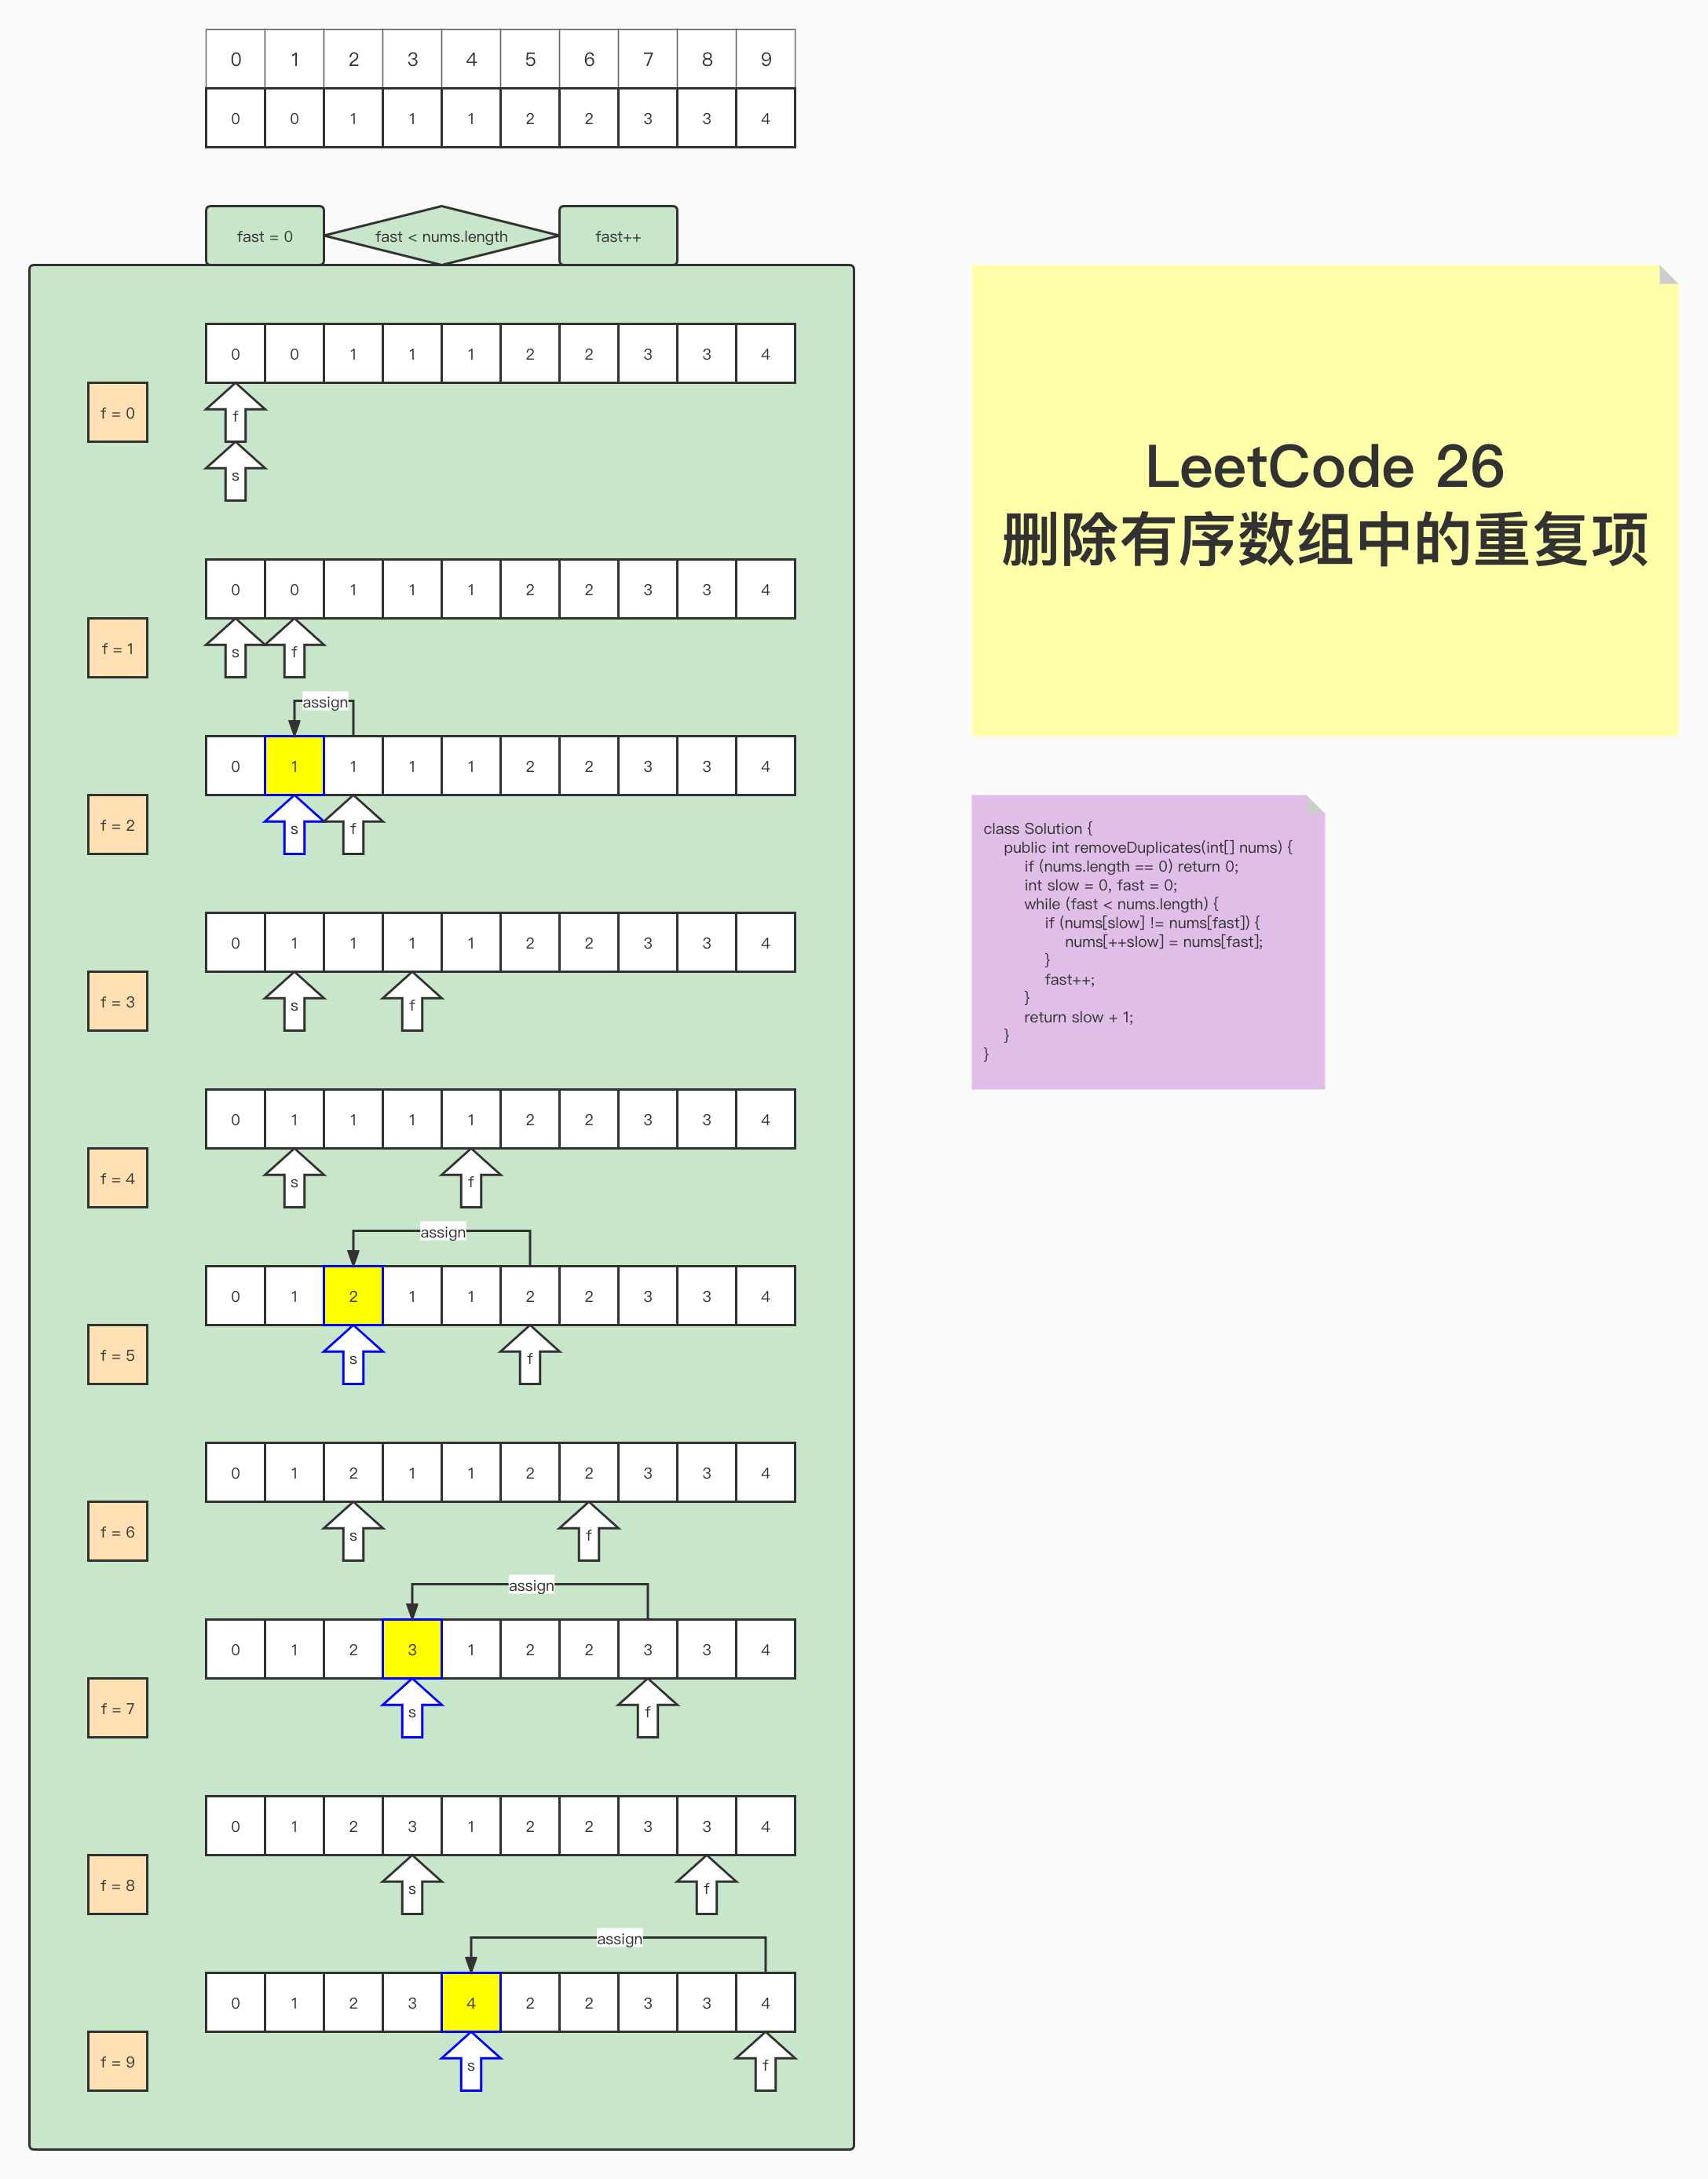 0 1 2 3 4 5 6 7 8 9
0 0 1 1 1 2 2 3 3 4
fast = 0 fast < nums.length fast++
0 0 1 1 1 2 2 3 3 4
f = 0
f
s
0 0 1 1 1 2 2 3 3 4
f = 1
s f
assign
0 1 1 1 1 2 2 3 3 4
f = 2
s f
0 1 1 1 1 2 2 3 3 4
f = 3
s f
0 1 1 1 1 2 2 3 3 4
f = 4
s f
assign
0 1 2 1 1 2 2 3 3 4
f = 5
s f
0 1 2 1 1 2 2 3 3 4
f = 6
s f
assign
0 1 2 3 1 2 2 3 3 4
f = 7
s f
0 1 2 3 1 2 2 3 3 4
f = 8
s f
assign
0 1 2 3 4 2 2 3 3 4
f = 9
s f
LeetCode 26
删除有序数组中的重复项
class Solution {
    public int removeDuplicates(int[] nums) {
        if (nums.length == 0) return 0;
        int slow = 0, fast = 0;
        while (fast < nums.length) {
            if (nums[slow] != nums[fast]) {
                nums[++slow] = nums[fast];
            }
            fast++;
        }
        return slow + 1;
    }
}